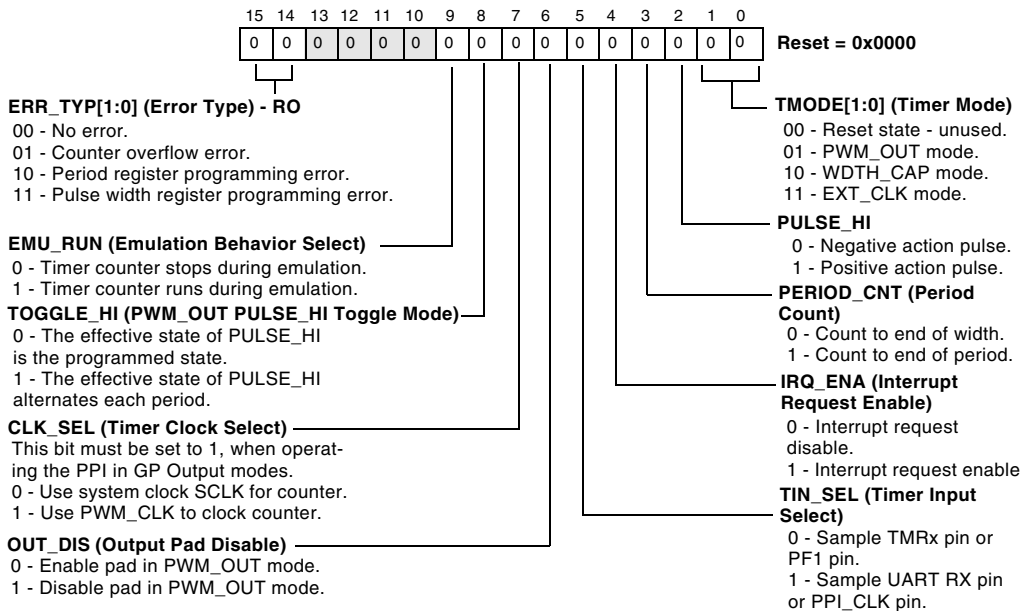 15 14 13 12 11 10 9 8 7 6 5 4 3 2 1 0
0 0 0 0 0 0 0 0 0 0 0 0 0 0 0 0
Reset = 0x0000
ERR_TYP[1:0] (Error Type) - RO
00 - No error.
01 - Counter overflow error.
10 - Period register programming error.
11 - Pulse width register programming error.
EMU_RUN (Emulation Behavior Select)
0 - Timer counter stops during emulation.
1 - Timer counter runs during emulation.
TOGGLE_HI (PWM_OUT PULSE_HI Toggle Mode)
0 - The effective state of PULSE_HI
is the programmed state.
1 - The effective state of PULSE_HI
alternates each period.
CLK_SEL (Timer Clock Select)
This bit must be set to 1, when operat-
ing the PPI in GP Output modes.
0 - Use system clock SCLK for counter.
1 - Use PWM_CLK to clock counter.
OUT_DIS (Output Pad Disable)
0 - Enable pad in PWM_OUT mode.
1 - Disable pad in PWM_OUT mode.
TMODE[1:0] (Timer Mode)
00 - Reset state - unused.
01 - PWM_OUT mode.
10 - WDTH_CAP mode.
11 - EXT_CLK mode.
PULSE_HI
0 - Negative action pulse.
1 - Positive action pulse.
PERIOD_CNT (Period
Count)
0 - Count to end of width.
1 - Count to end of period.
IRQ_ENA (Interrupt
Request Enable)
0 - Interrupt request
disable.
1 - Interrupt request enable
TIN_SEL (Timer Input
Select)
0 - Sample TMRx pin or
PF1 pin.
1 - Sample UART RX pin
or PPI_CLK pin.